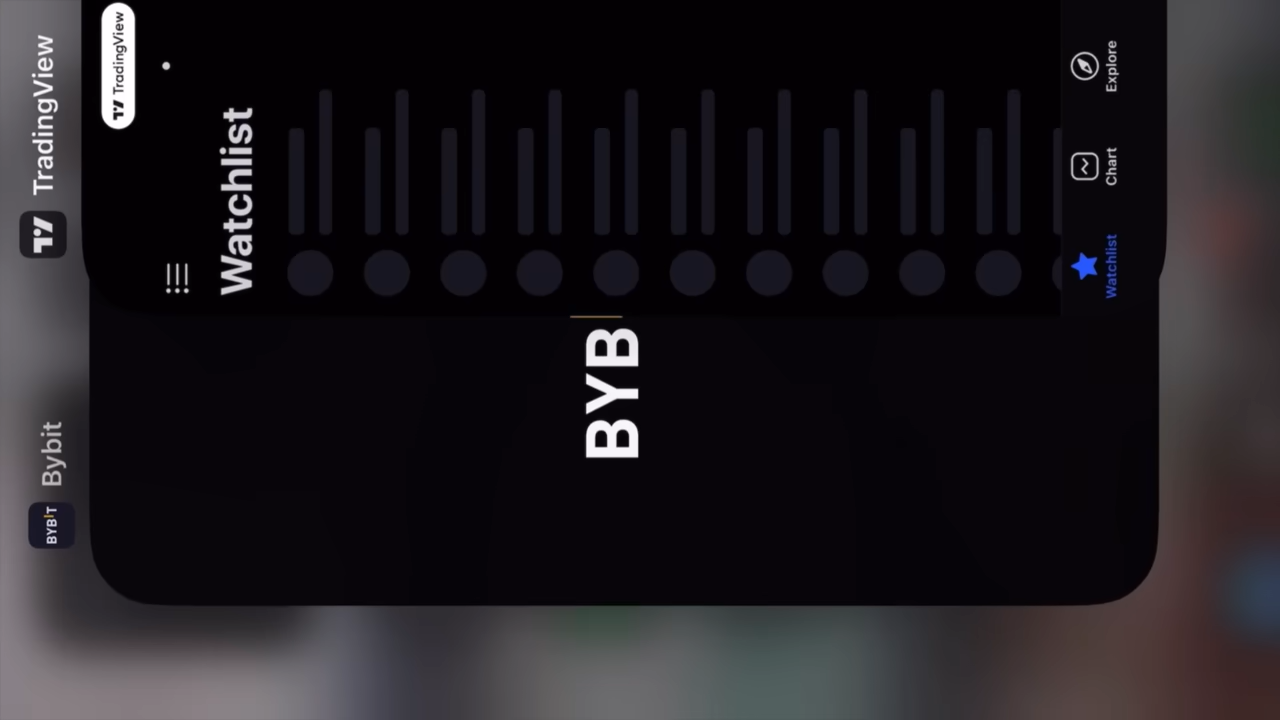 Bybit
TradingView
BYBIT
TradingView
Watchlist
BYB
Watchlist
Chart
Explore